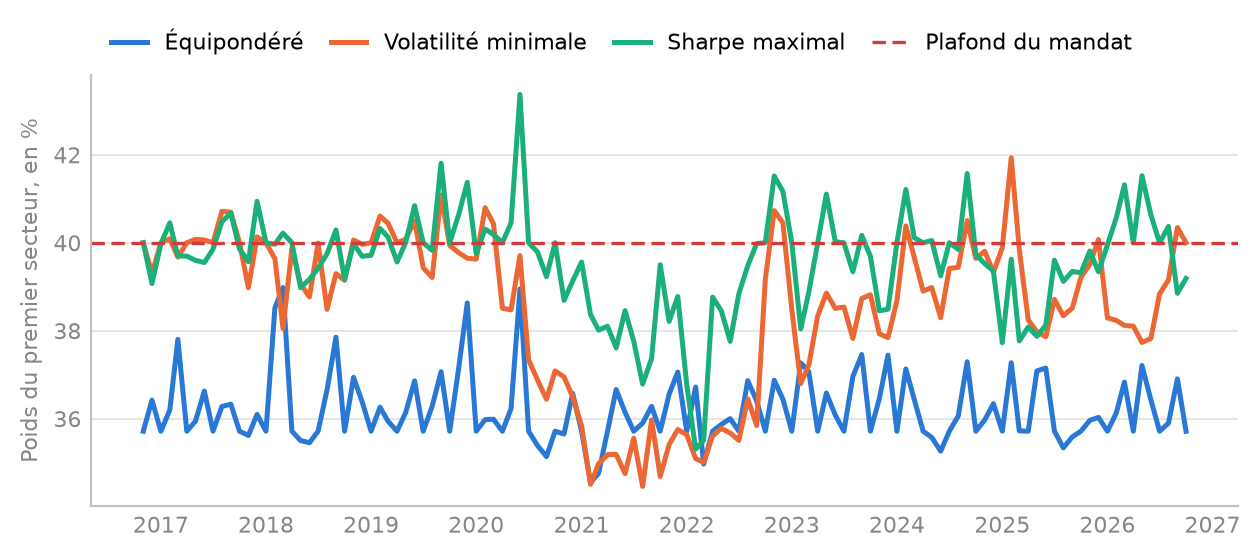 Équipondéré Volatilité minimale Sharpe maximal Plafond du mandat
Poids du premier secteur, en %
42
40
38
36
2017 2018 2019 2020 2021 2022 2023 2024 2025 2026 2027